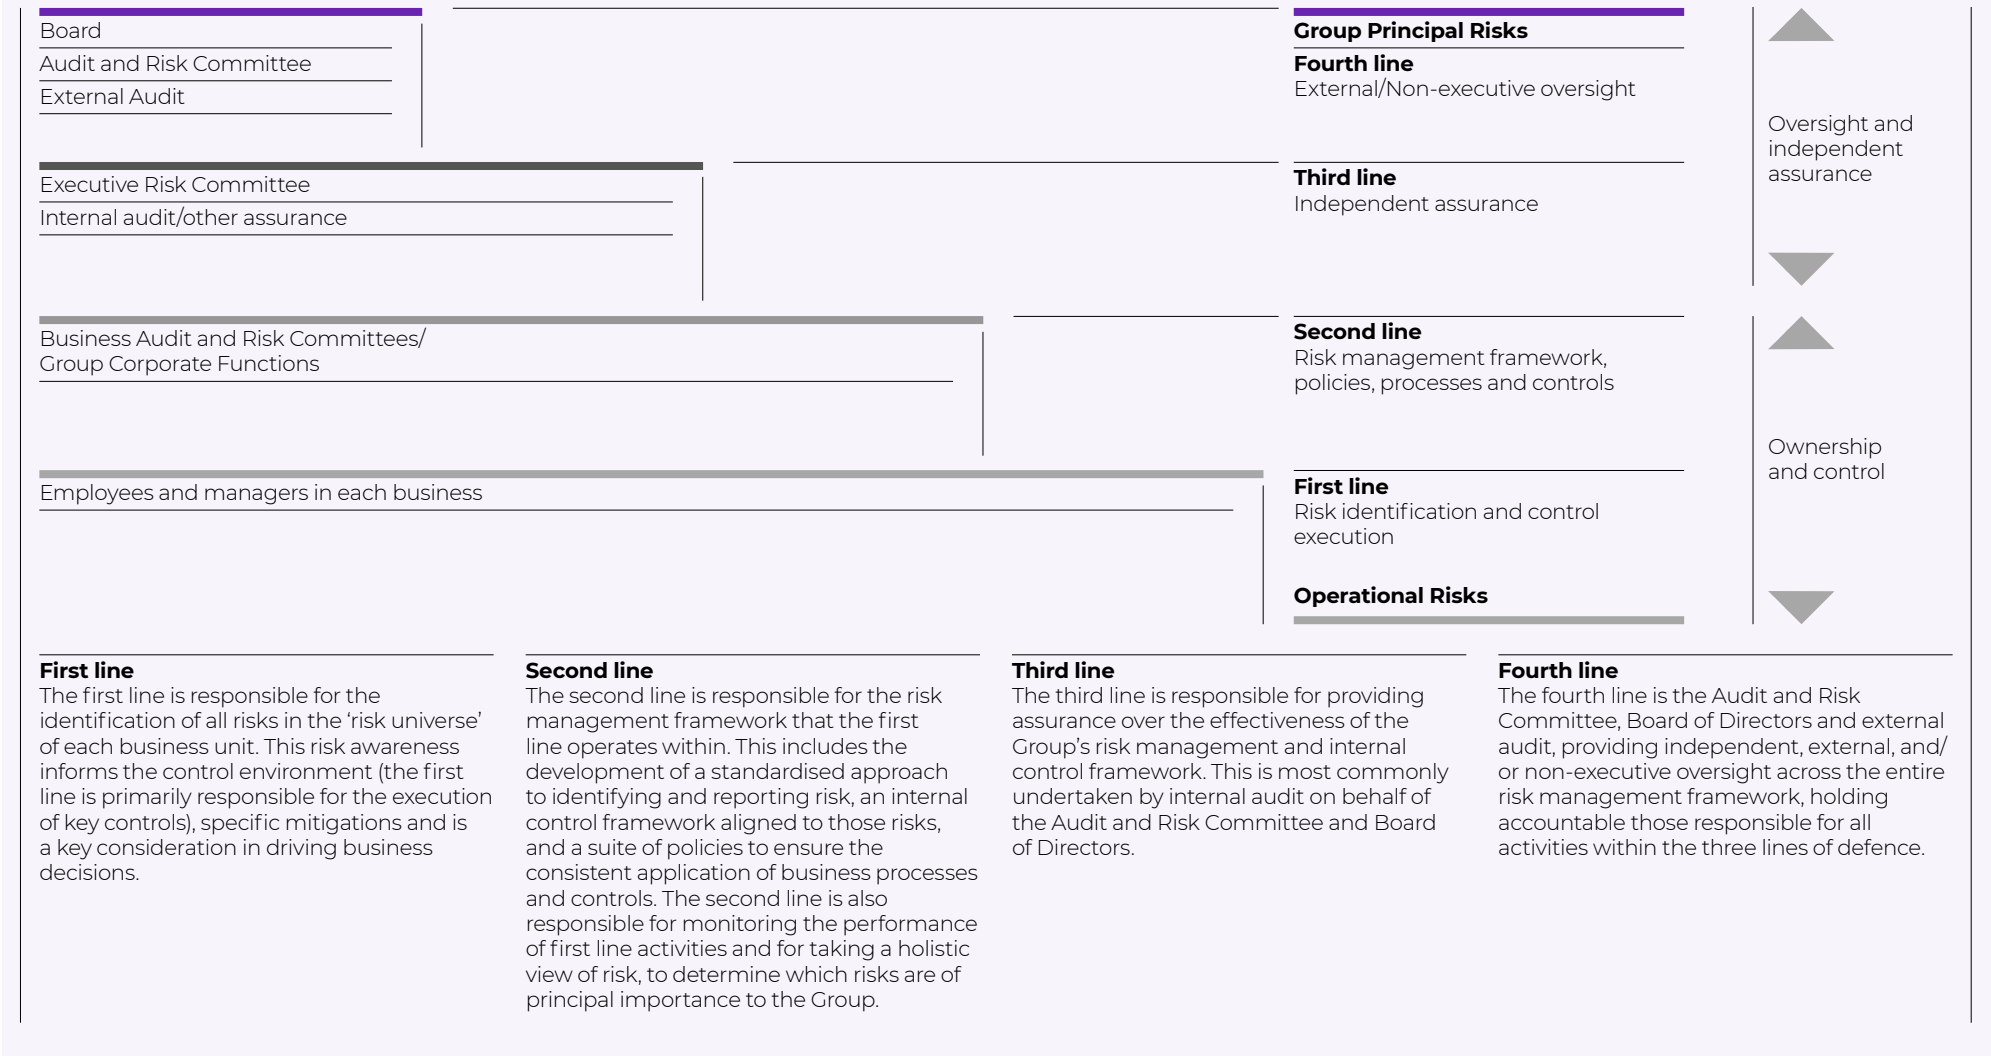 Board
Audit and Risk Committee
External Audit
Group Principal Risks
Fourth line
External/Non-executive oversight
Executive Risk Committee
Internal audit/other assurance
Third line
Independent assurance
Oversight and
independent
assurance
Business Audit and Risk Committees/
Group Corporate Functions
Second line
Risk management framework,
policies, processes and controls
Employees and managers in each business
First line
Risk identification and control
execution
Operational Risks
Ownership
and control
First line
The first line is responsible for the
identification of all risks in the ‘risk universe’
of each business unit. This risk awareness
informs the control environment (the first
line is primarily responsible for the execution
of key controls), specific mitigations and is
a key consideration in driving business
decisions.
Second line
The second line is responsible for the risk
management framework that the first
line operates within. This includes the
development of a standardised approach
to identifying and reporting risk, an internal
control framework aligned to those risks,
and a suite of policies to ensure the
consistent application of business processes
and controls. The second line is also
responsible for monitoring the performance
of first line activities and for taking a holistic
view of risk, to determine which risks are of
principal importance to the Group.
Third line
The third line is responsible for providing
assurance over the effectiveness of the
Group’s risk management and internal
control framework. This is most commonly
undertaken by internal audit on behalf of
the Audit and Risk Committee and Board
of Directors.
Fourth line
The fourth line is the Audit and Risk
Committee, Board of Directors and external
audit, providing independent, external, and/
or non-executive oversight across the entire
risk management framework, holding
accountable those responsible for all
activities within the three lines of defence.